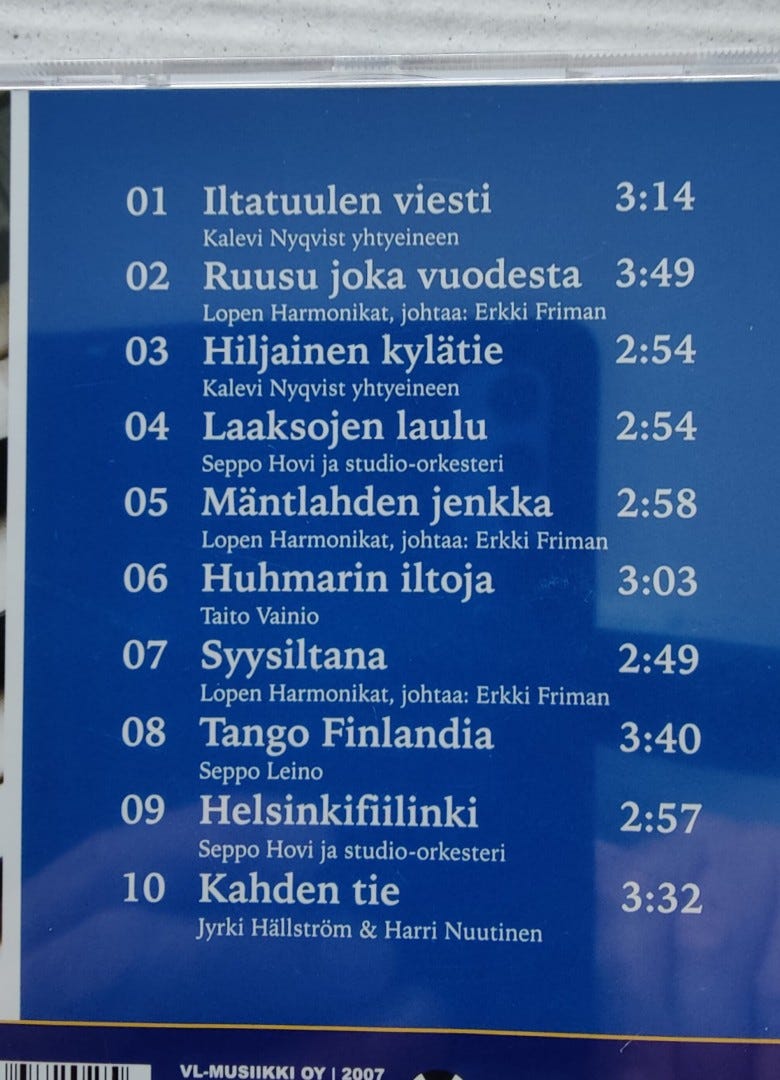 01 Iltatuulen viesti 3:14
Kalevi Nyqvist yhtyeineen
02 Ruusu joka vuodesta 3:49
Lopen Harmonikat, johtaa: Erkki Friman
03 Hiljainen kylätie 2:54
Kalevi Nyqvist yhtyeineen
04 Laaksojen laulu 2:54
Seppo Hovi ja studio-orkesteri
05 Mäntlahden jenkka 2:58
Lopen Harmonikat, johtaa: Erkki Friman
06 Huhmarin iltoja 3:03
Taito Vainio
07 Syysiltana 2:49
Lopen Harmonikat, johtaa: Erkki Friman
08 Tango Finlandia 3:40
Seppo Leino
09 Helsinkifiilinki 2:57
Seppo Hovi ja studio-orkesteri
10 Kahden tie 3:32
Jyrki Hällström & Harri Nuutinen
VL-MUSIIKKI OY | 2007